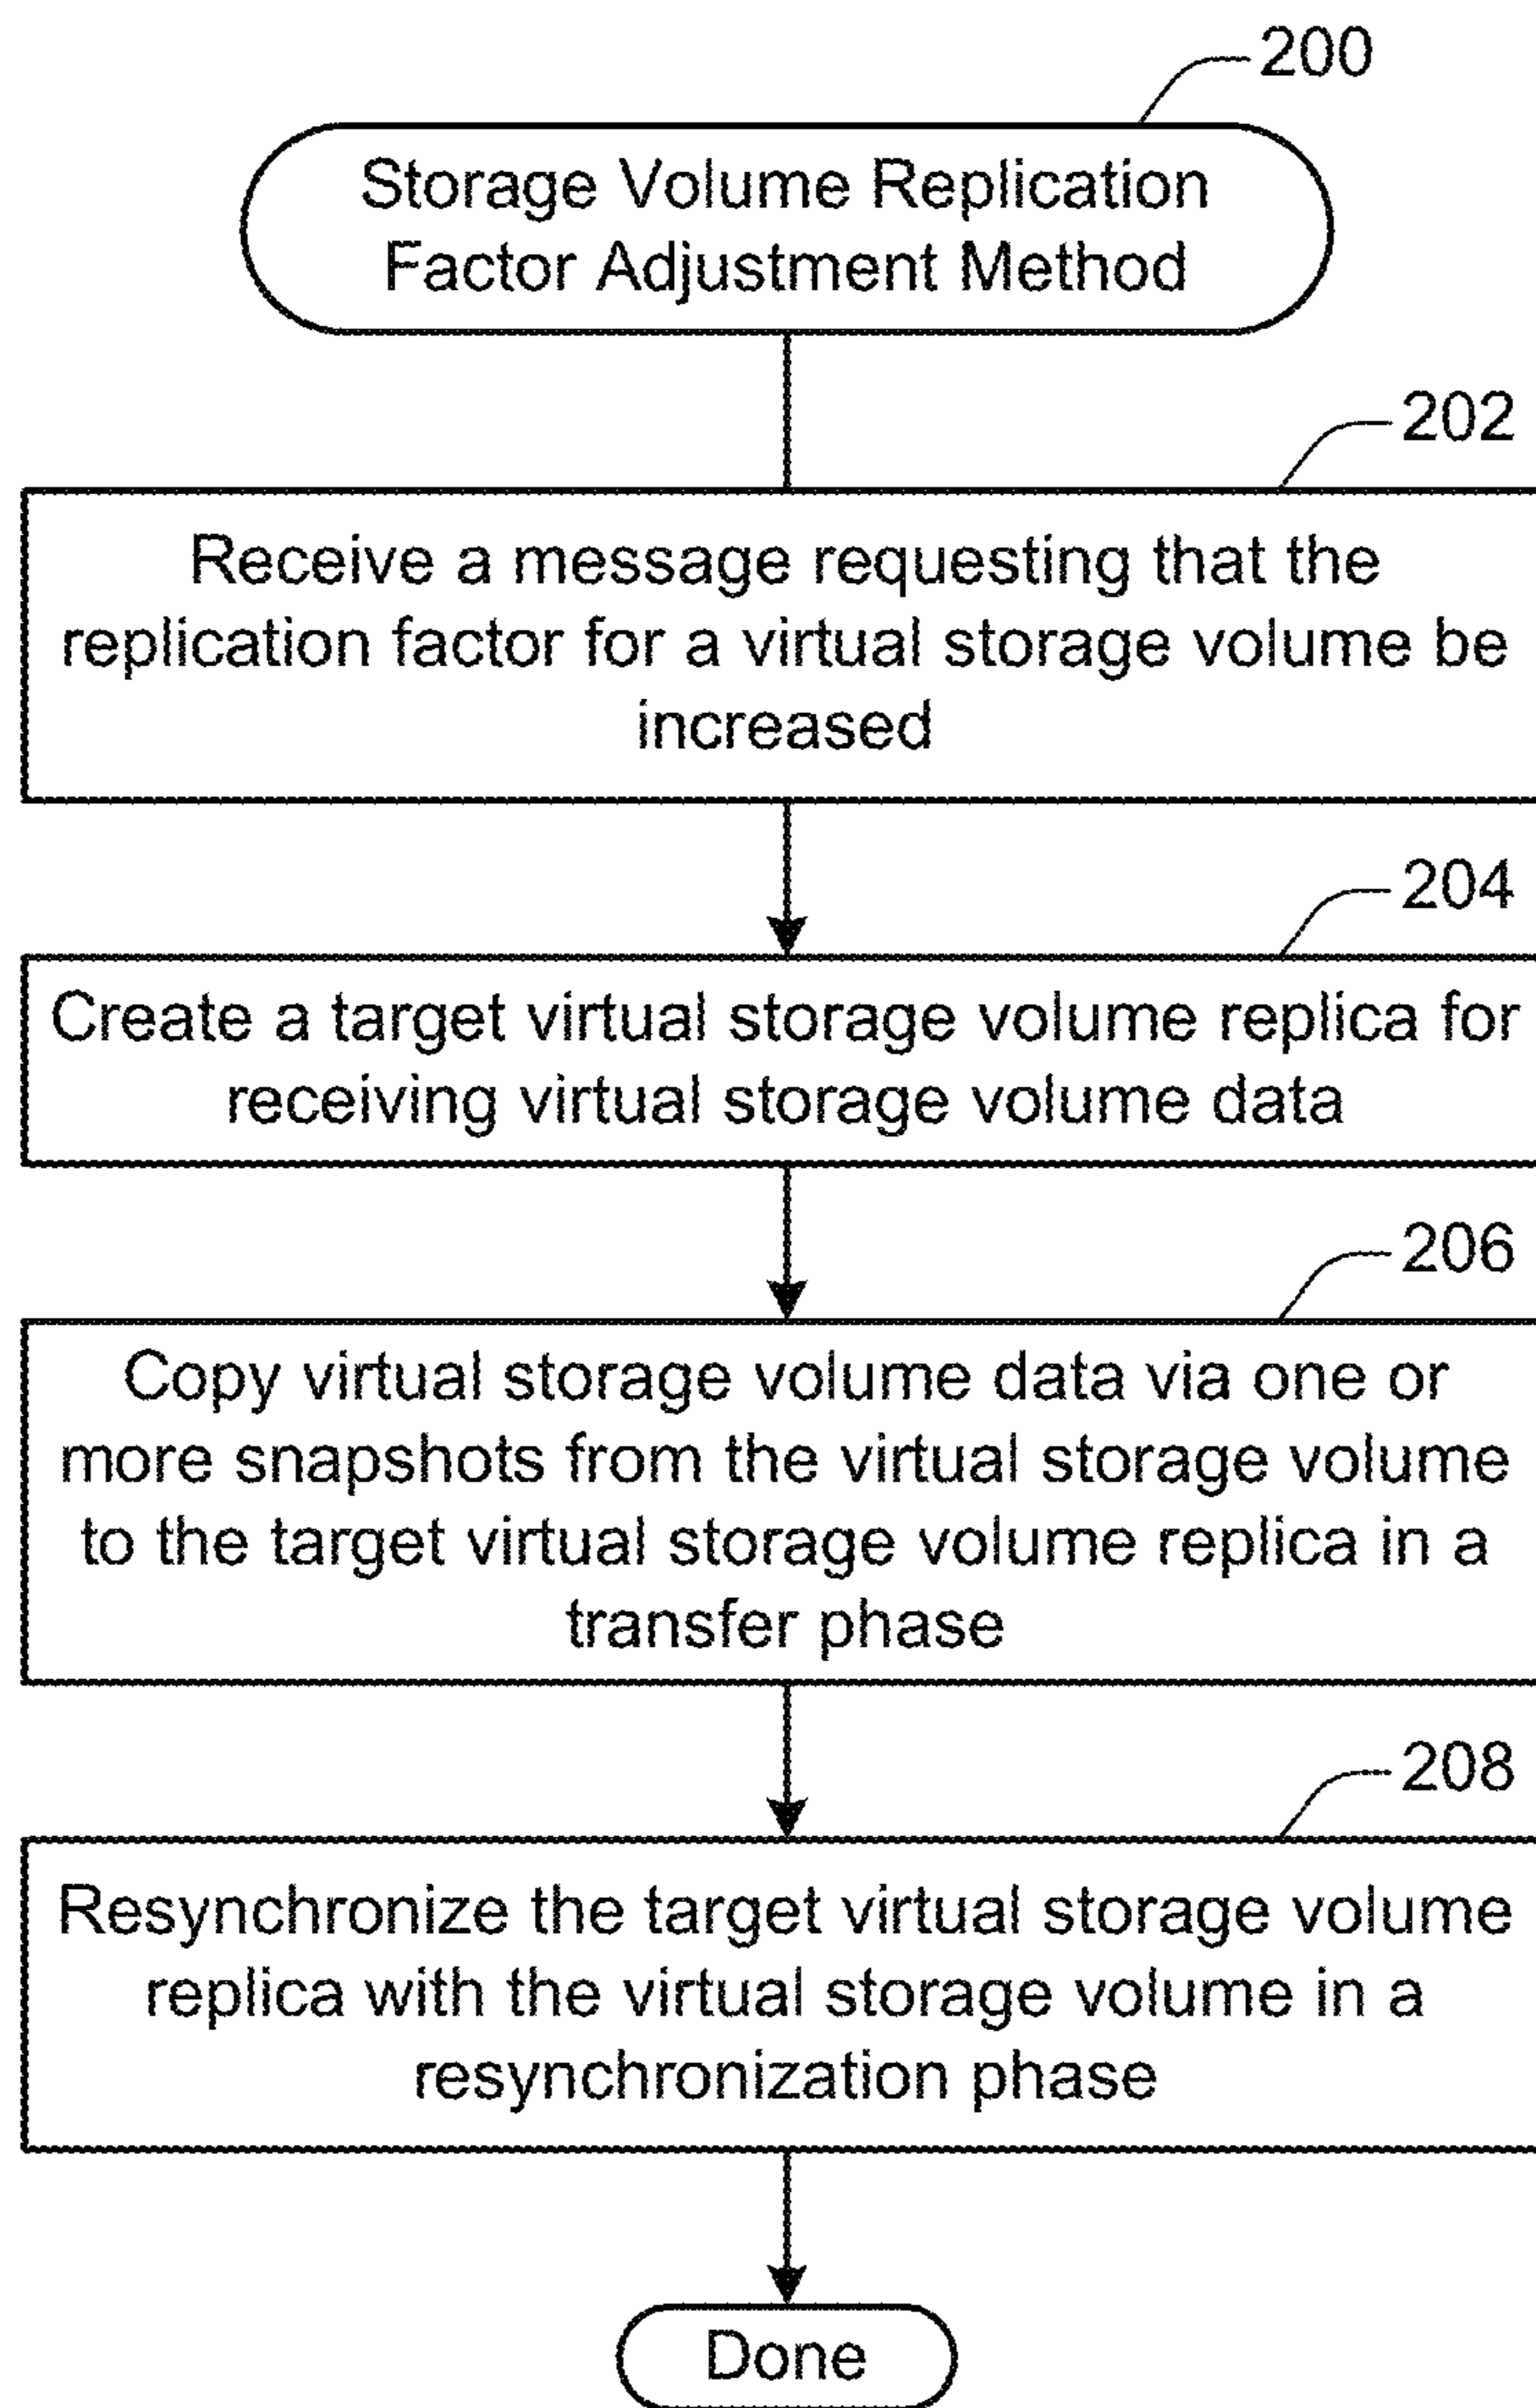 200
Storage Volume Replication
Factor Adjustment Method
202
Receive a message requesting that the
replication factor for a virtual storage volume be
increased
204
Create a target virtual storage volume replica for
receiving virtual storage volume data
206
Copy virtual storage volume data via one or
more snapshots from the virtual storage volume
to the target virtual storage volume replica in a
transfer phase
208
Resynchronize the target virtual storage volume
replica with the virtual storage volume in a
resynchronization phase
Done